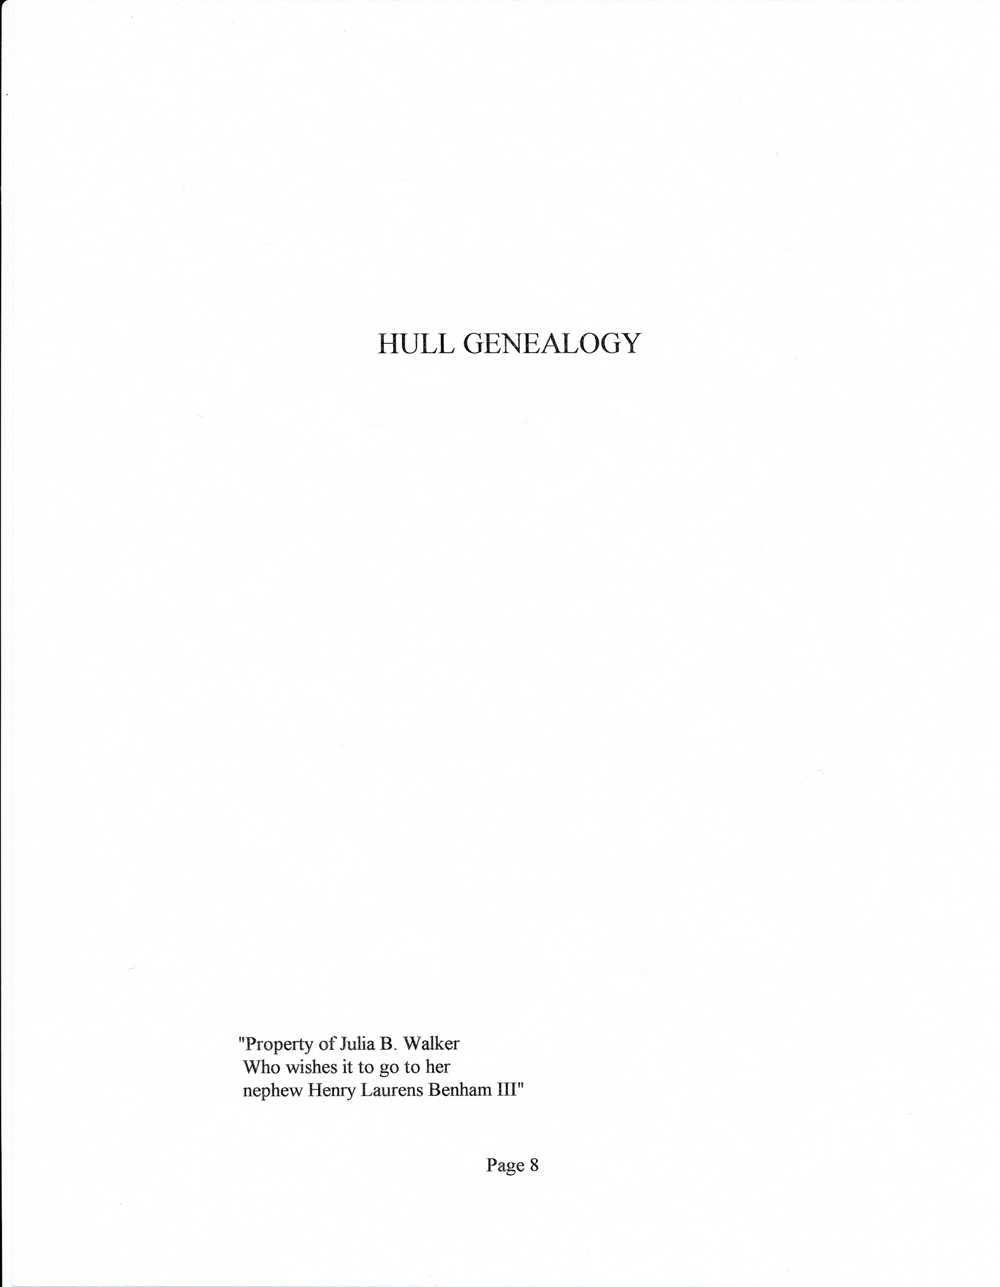 HULL GENEALOGY
"Property of Julia B. Walker
Who wishes it to go to her
nephew Henry Laurens Benham III"
Page 8